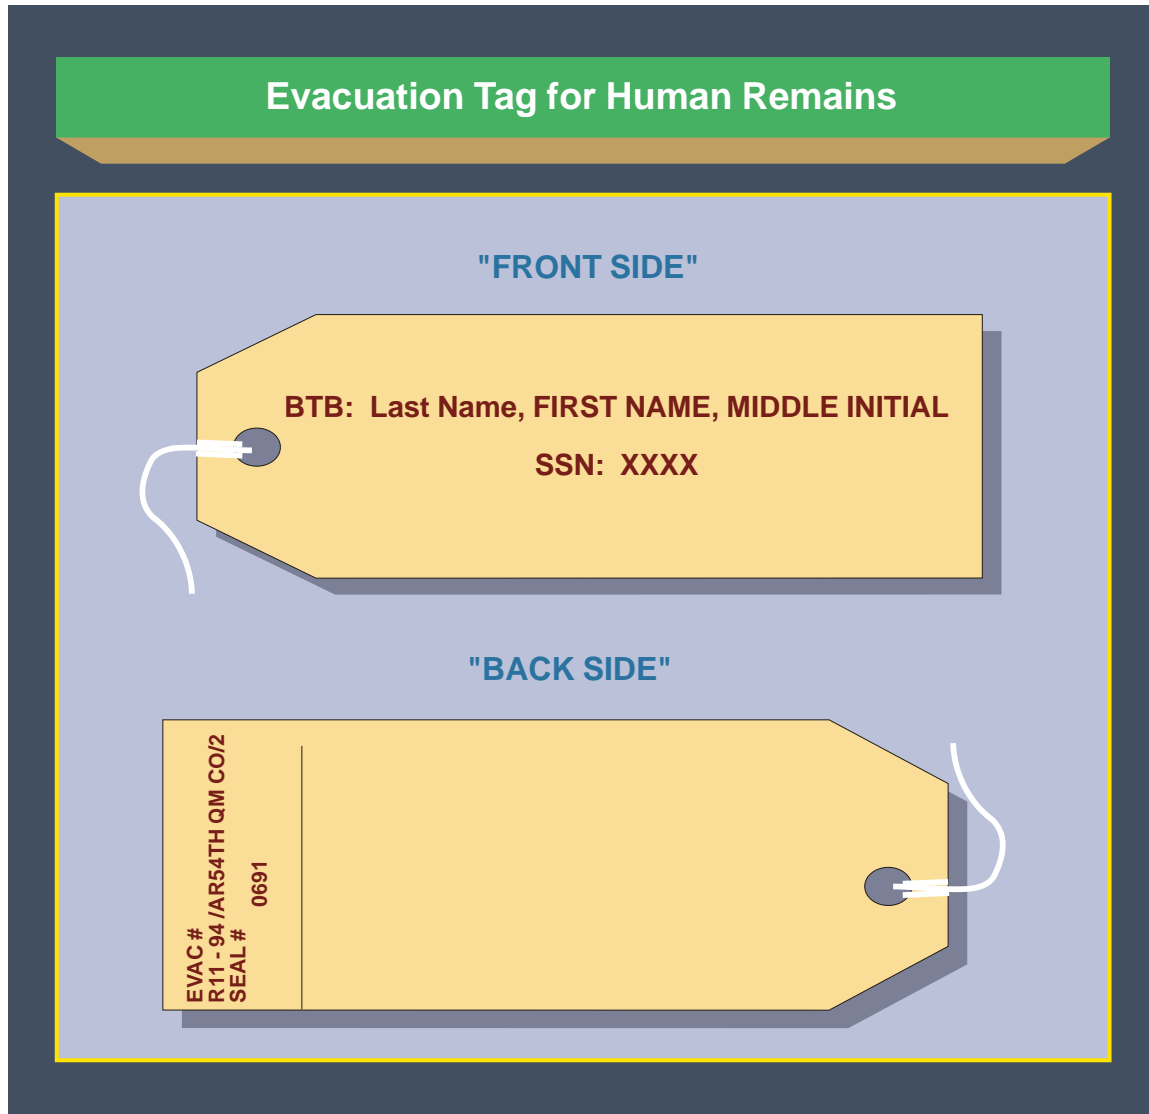 Evacuation Tag for Human Remains
"FRONT SIDE"
BTB: Last Name, FIRST NAME, MIDDLE INITIAL
SSN: XXXX
"BACK SIDE"
EVAC #
R11 - 94 /AR54TH QM CO/2
SEAL #
0691